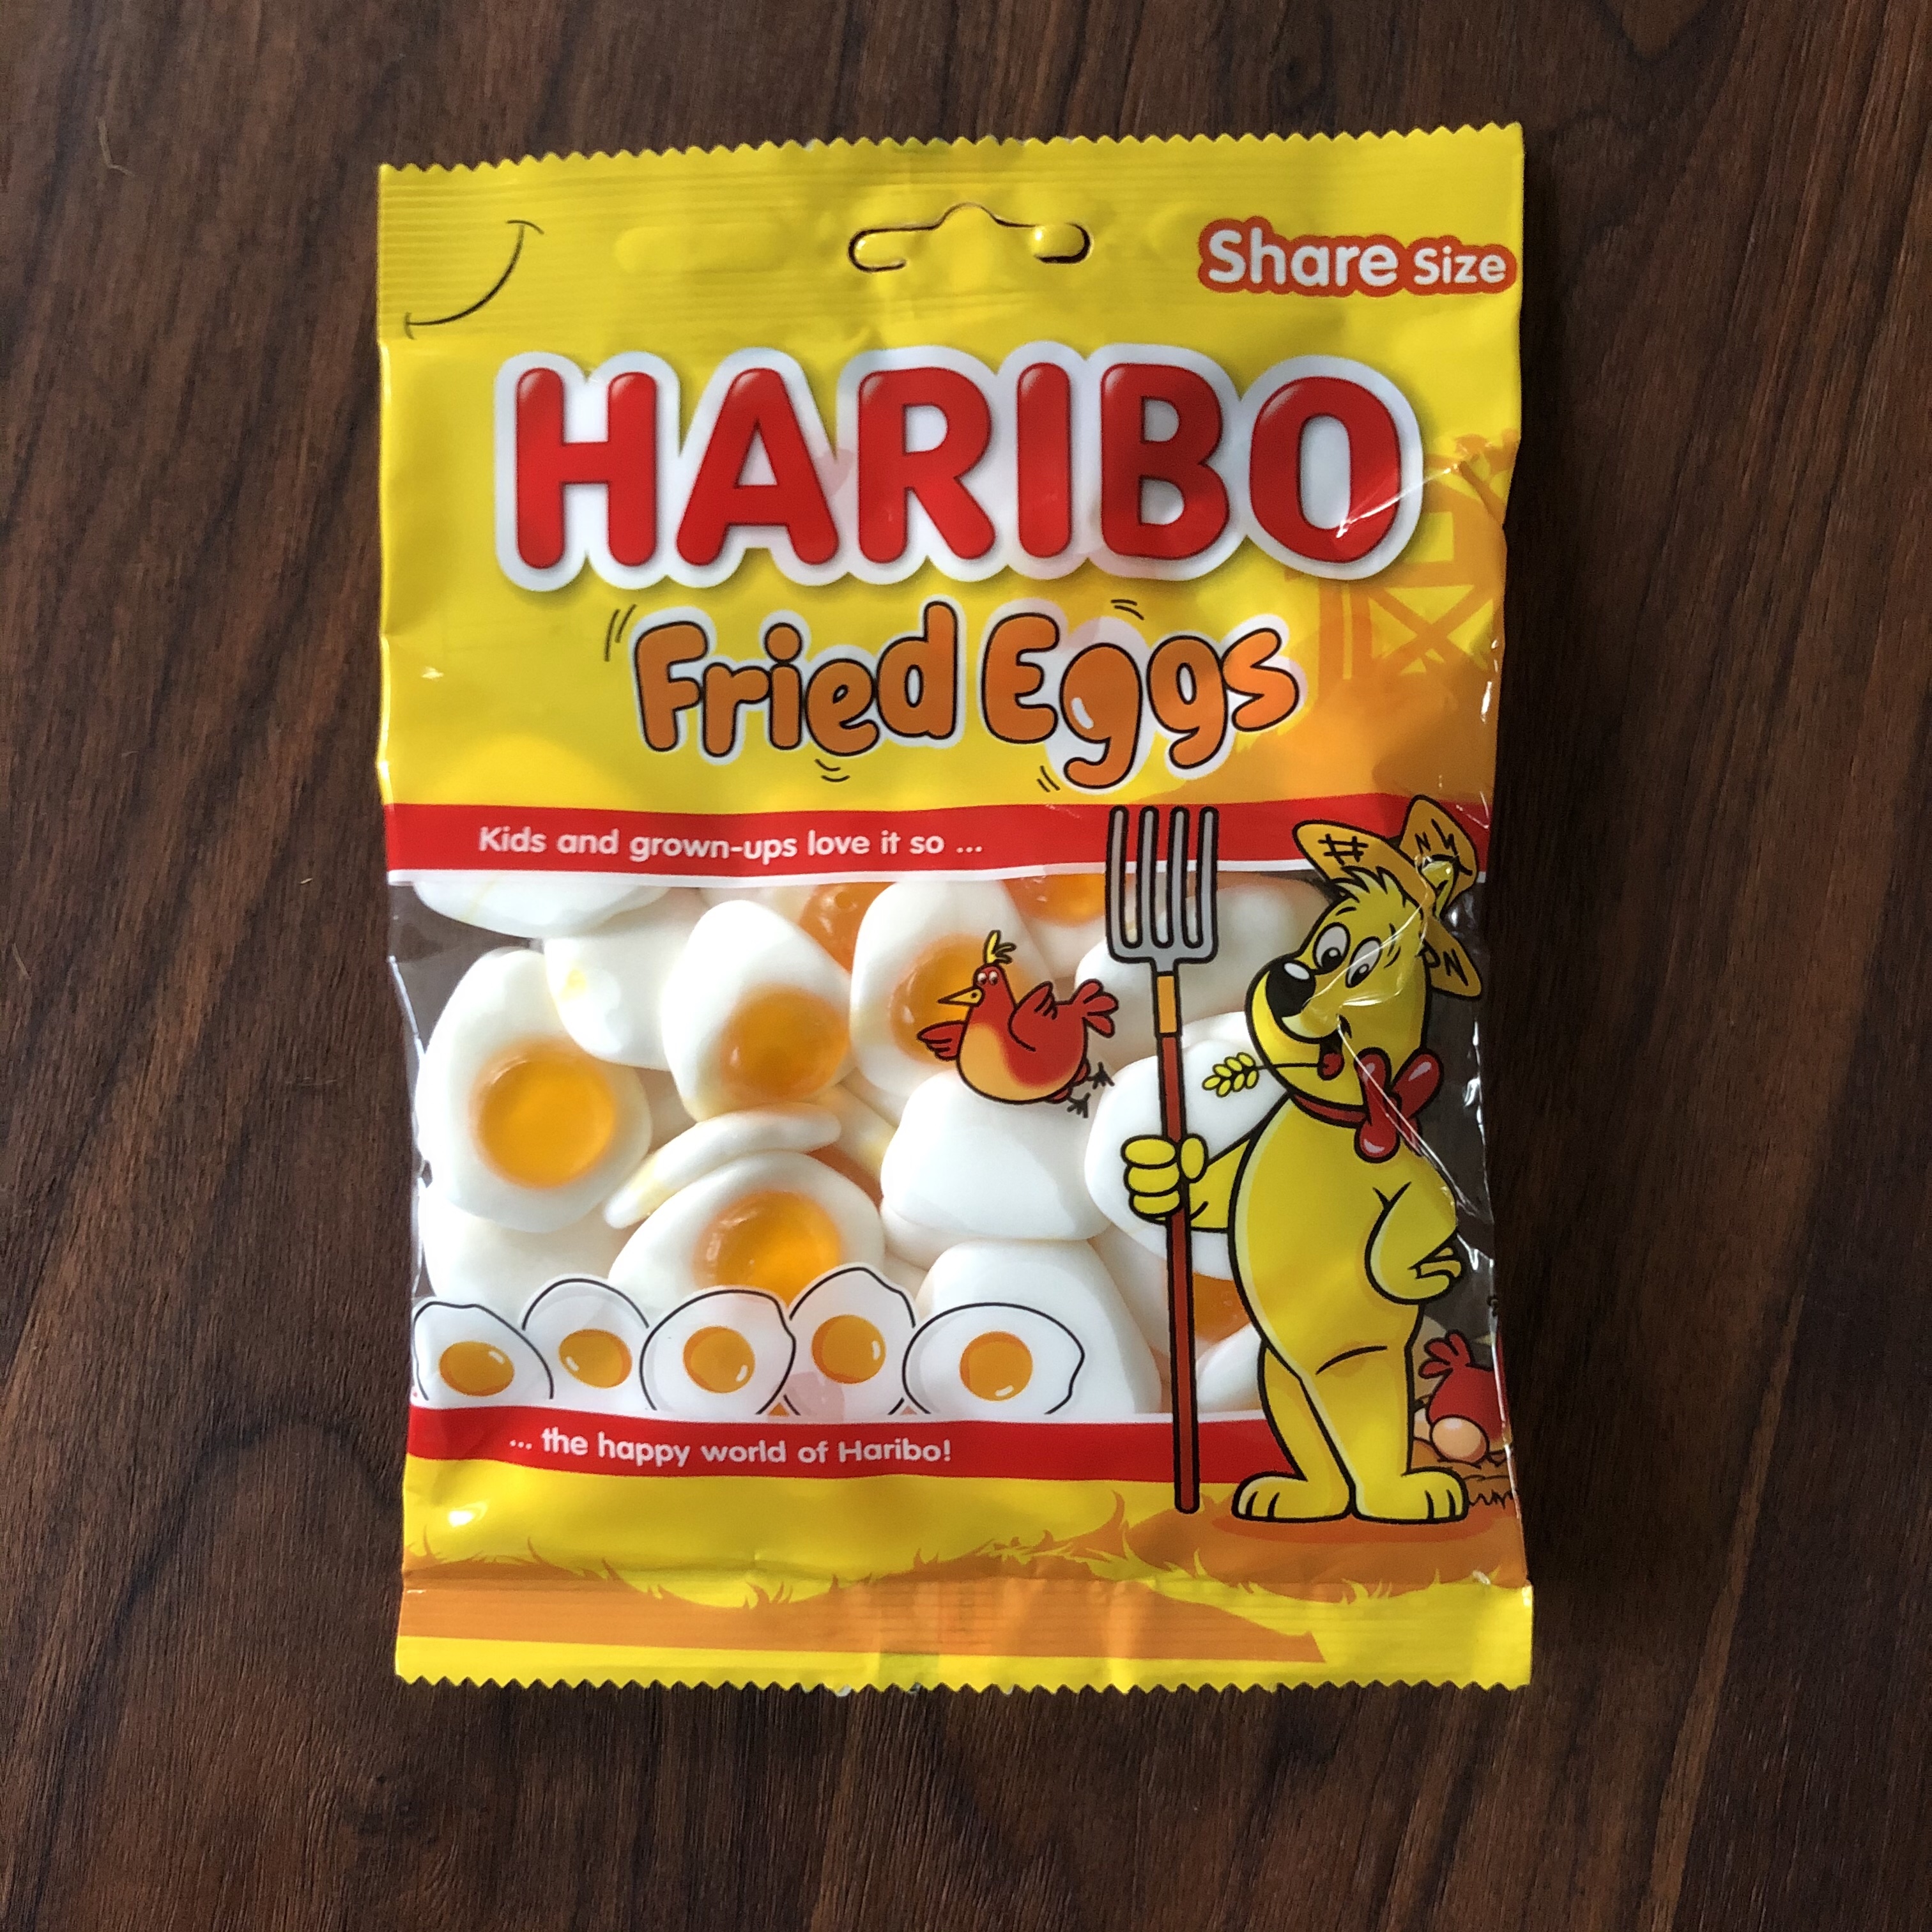 Share Size
HARIBO
Fried Eggs
Kids and grown-ups love it so ...
... the happy world of Haribo!